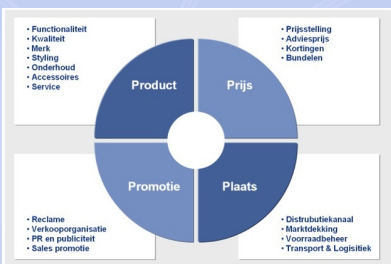 • Functionaliteit
• Kwaliteit
• Merk
• Styling
• Onderhoud
• Accessoires
• Service
• Prijsstelling
• Adviesprijs
• Kortingen
• Bundelen
Product
Prijs
Promotie
Plaats
• Reclame
• Verkooporganisatie
• PR en publiciteit
• Sales promotie
• Distrubutiekanaal
• Marktdekking
• Voorraadbeheer
• Transport & Logisitiek